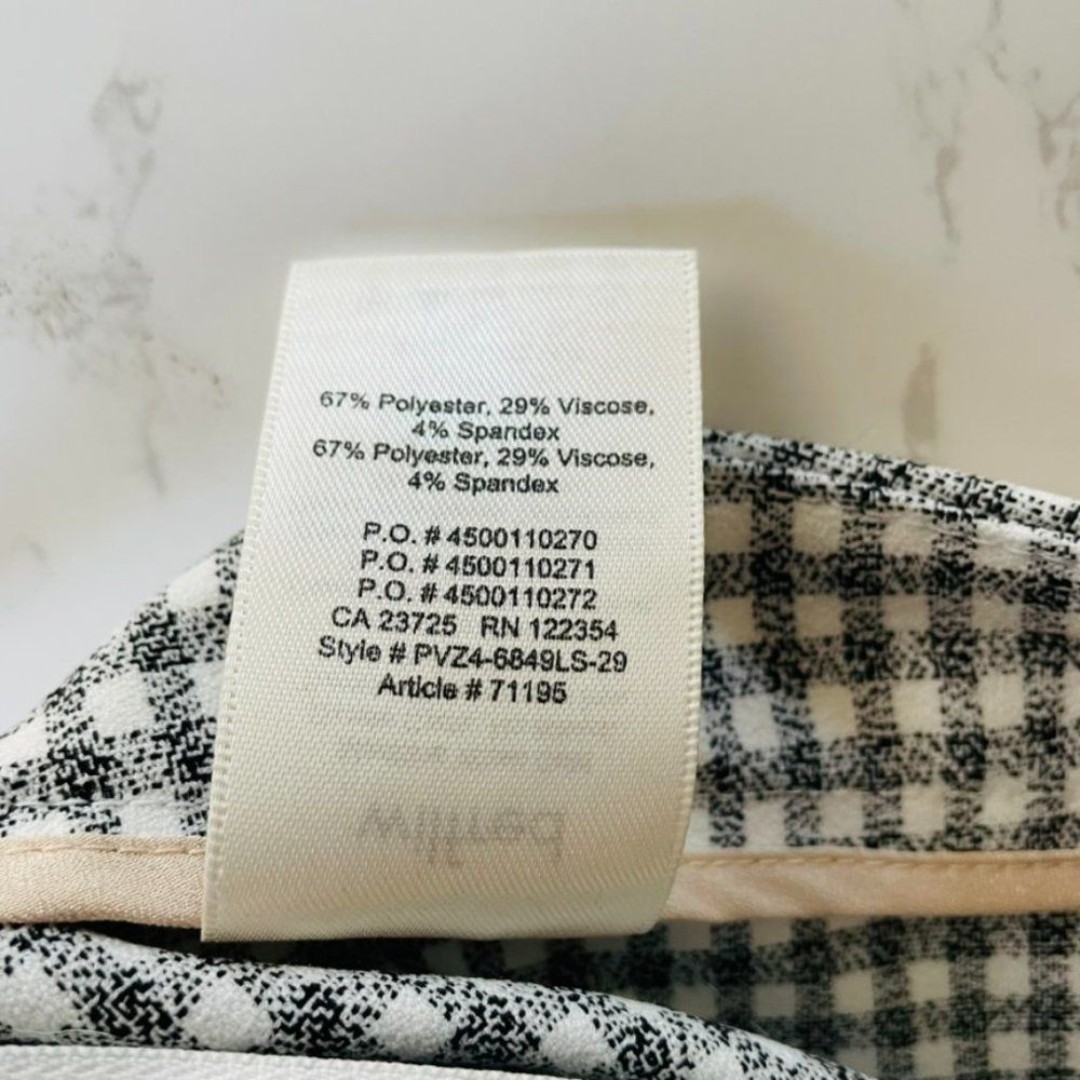 67% Polyester, 29% Viscose,
4% Spandex
67% Polyester, 29% Viscose,
4% Spandex
P.O. # 4500110270
P.O. # 4500110271
P.O. # 4500110272
CA 23725 RN 122354
Style # PVZ4-6849LS-29
Article # 71195